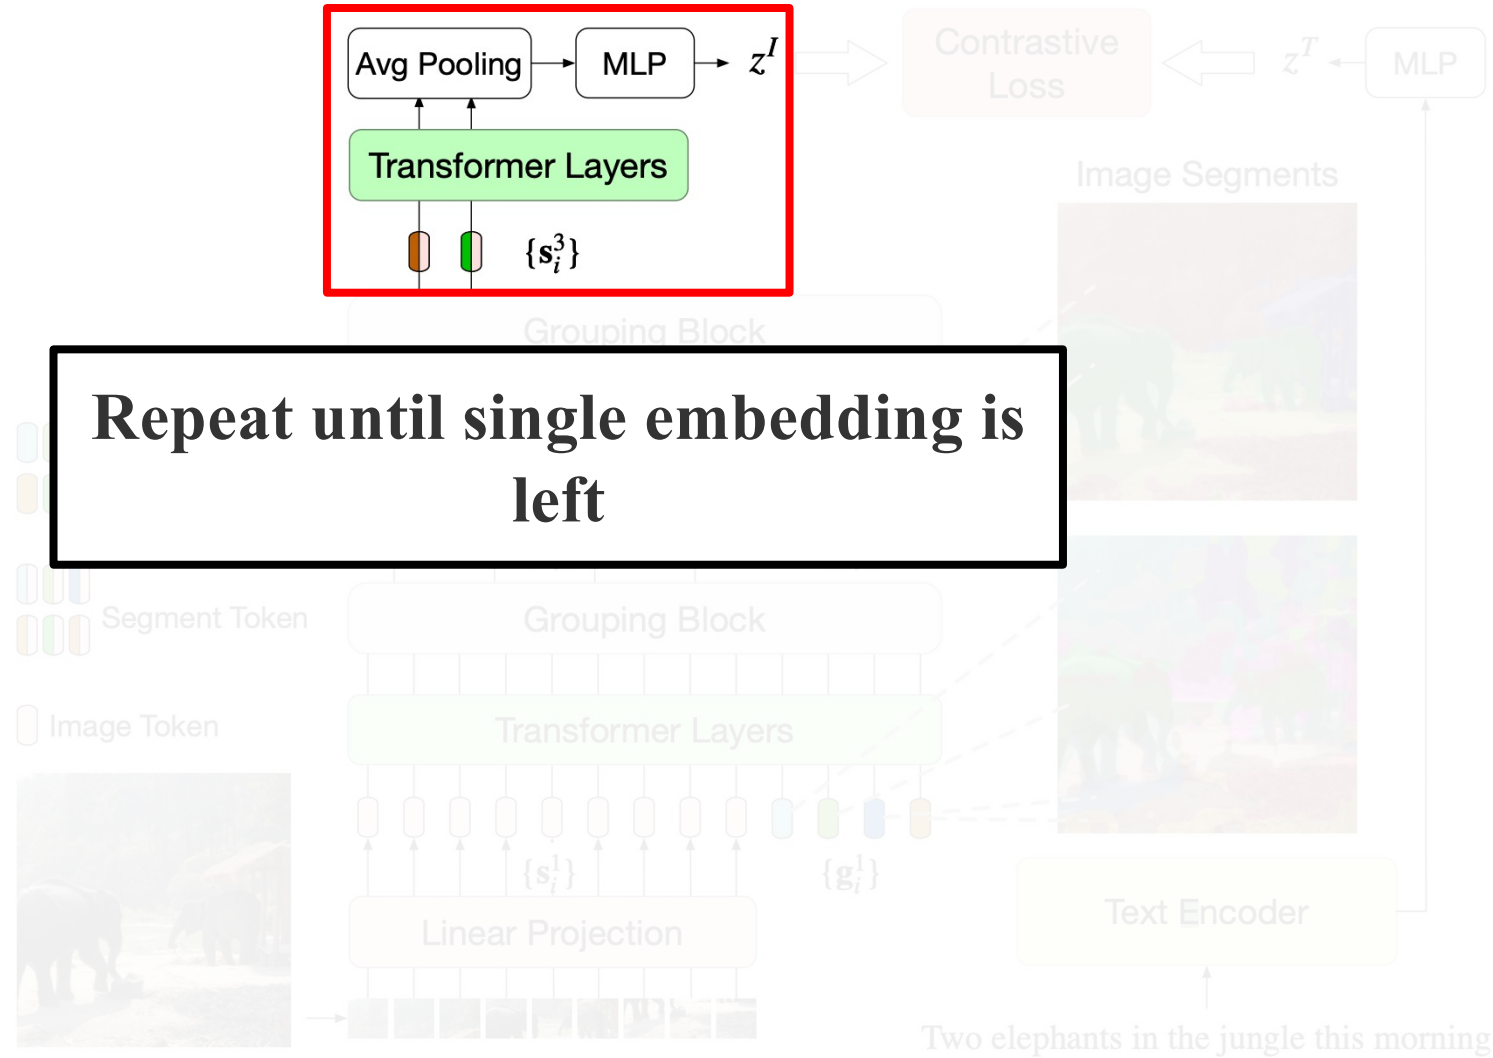 Avg Pooling
MLP
z^I
Contrastive
Loss
z^T
MLP
Transformer Layers
Image Segments
{s_i^3}
Grouping Block
Repeat until single embedding is
left
Grouping Block
Segment Token
Transformer Layers
Image Token
{s_i^1}
{g_i^1}
Linear Projection
Text Encoder
Two elephants in the jungle this morning